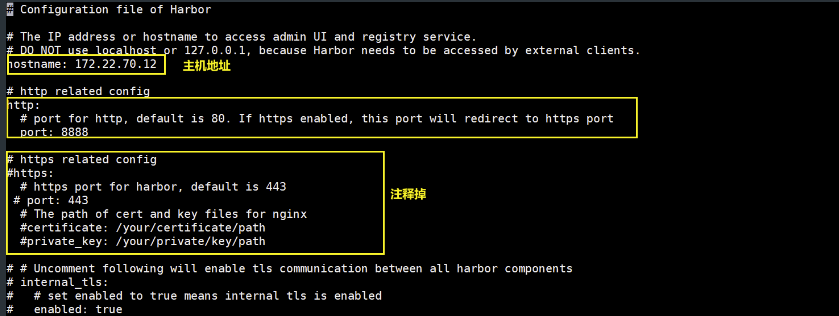 # Configuration file of Harbor
# The IP address or hostname to access admin UI and registry service.
# DO NOT use localhost or 127.0.0.1, because Harbor needs to be accessed by external clients.
hostname: 172.22.70.12 主机地址
# http related config
http:
  # port for http, default is 80. If https enabled, this port will redirect to https port
  port: 8888
# https related config
#https:
  # https port for harbor, default is 443
 # port: 443 注释掉
  # The path of cert and key files for nginx
  #certificate: /your/certificate/path
  #private_key: /your/private/key/path
# # Uncomment following will enable tls communication between all harbor components
# internal_tls:
#   # set enabled to true means internal tls is enabled
#   enabled: true